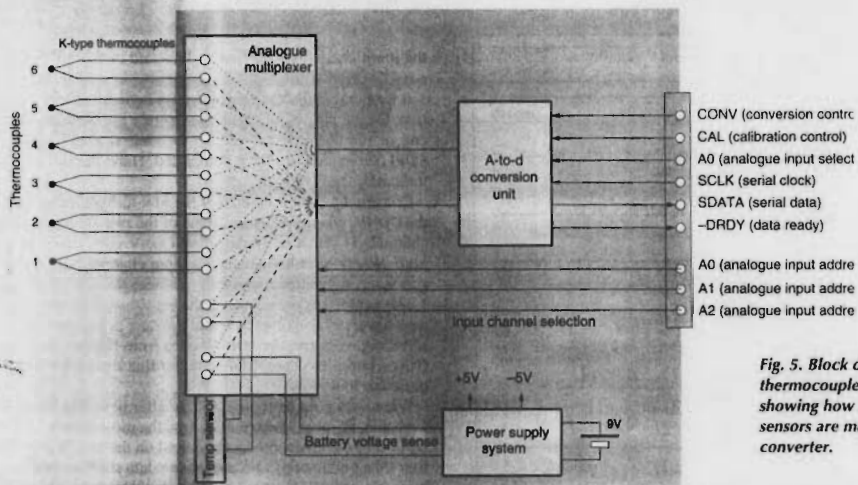 K-type thermocouples
Analogue
multiplexer
Thermocouples
6
5
4
3
2
1
A-to-d
conversion
unit
CONV (conversion contrc
CAL (calibration control)
A0 (analogue input select
SCLK (serial clock)
SDATA (serial data)
-DRDY (data ready)
A0 (analogue input addre
A1 (analogue input addre
A2 (analogue input addre
Input channel selection
+5V
-5V
Power supply
system
9V
Battery voltage sense
Temp sensor
Fig. 5. Block d
thermocouple
showing how
sensors are m
converter.